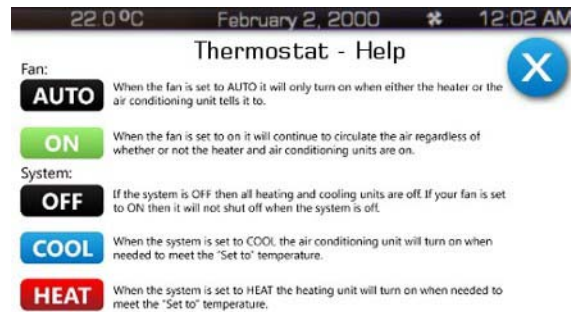 22.0ºC February 2, 2000 12:02 AM
Thermostat - Help
X
Fan:
AUTO
When the fan is set to AUTO it will only turn on when either the heater or the
air conditioning unit tells it to.
ON
When the fan is set to on it will continue to circulate the air regardless of
whether or not the heater and air conditioning units are on.
System:
OFF
If the system is OFF then all heating and cooling units are off. If your fan is set
to ON then it will not shut off when the system is off.
COOL
When the system is set to COOL the air conditioning unit will turn on when
needed to meet the "Set to" temperature.
HEAT
When the system is set to HEAT the heating unit will turn on when needed to
meet the "Set to" temperature.